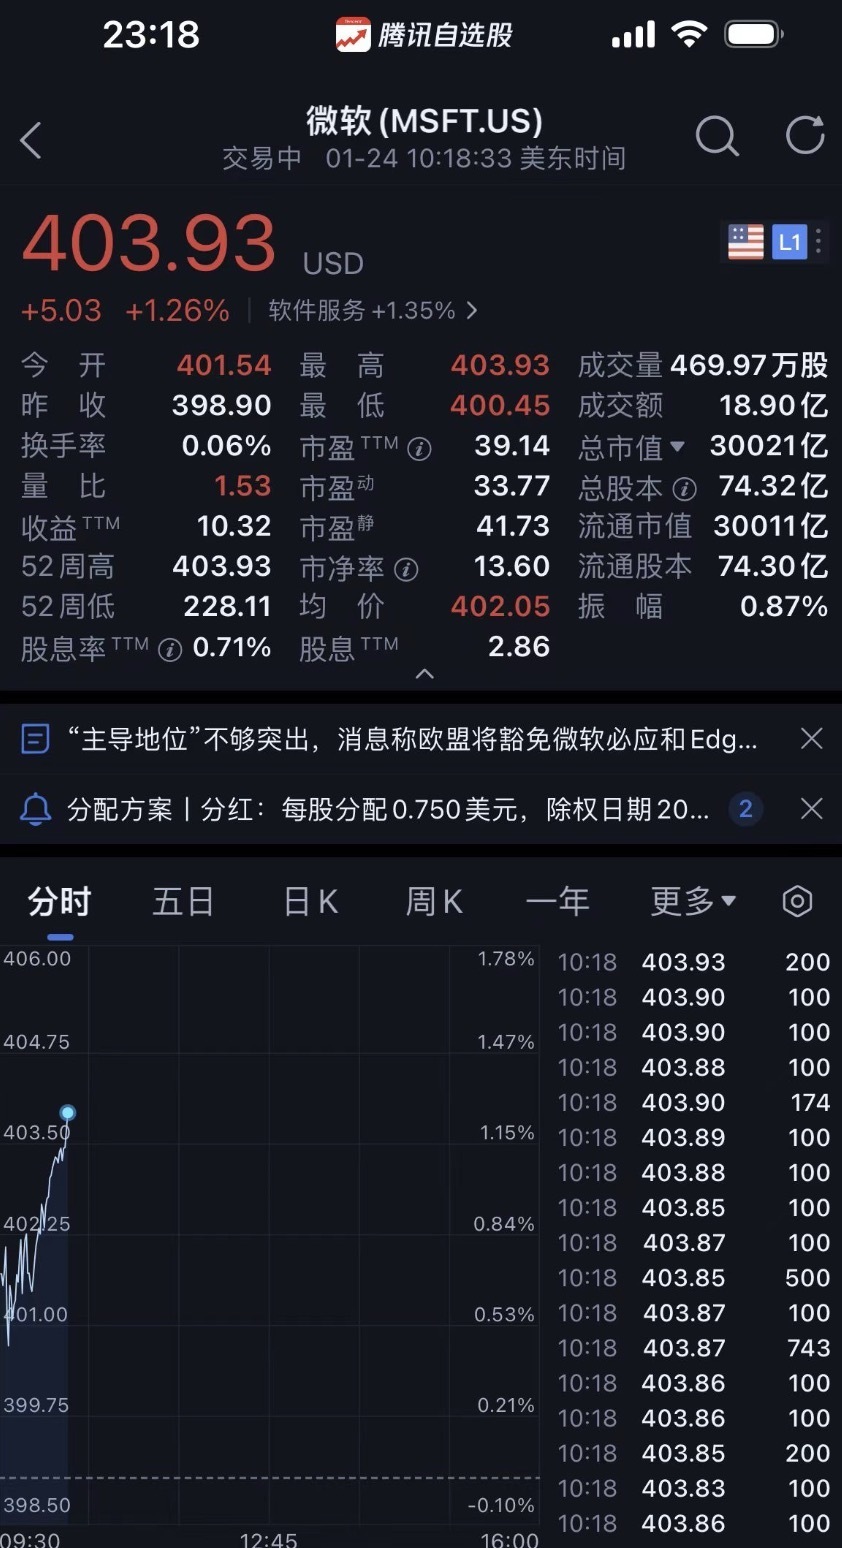 23:18 腾讯自选股
微软(MSFT.US)
交易中 01-24 10:18:33 美东时间
403.93 USD
L1
+5.03 +1.26% 软件服务+1.35%
今开 401.54 最高 403.93 成交量 469.97万股
昨收 398.90 最低 400.45 成交额 18.90亿
换手率 0.06% 市盈TTM 39.14 总市值 30021亿
量比 1.53 市盈动 33.77 总股本 74.32亿
收益TTM 10.32 市盈静 41.73 流通市值 30011亿
52周高 403.93 市净率 13.60 流通股本 74.30亿
52周低 228.11 均价 402.05 振幅 0.87%
股息率TTM 0.71% 股息TTM 2.86
“主导地位”不够突出，消息称欧盟将豁免微软必应和Edg...
分配方案丨分红：每股分配0.750美元，除权日期20... 2
分时 五日 日K 周K 一年 更多
406.00 1.78%
404.75 1.47%
403.50 1.15%
402.25 0.84%
401.00 0.53%
399.75 0.21%
398.50 -0.10%
09:30 12:45 16:00
10:18 403.93 200
10:18 403.90 100
10:18 403.90 100
10:18 403.88 100
10:18 403.90 174
10:18 403.89 100
10:18 403.88 100
10:18 403.85 100
10:18 403.87 100
10:18 403.85 500
10:18 403.87 100
10:18 403.87 743
10:18 403.86 100
10:18 403.86 100
10:18 403.85 200
10:18 403.83 100
10:18 403.86 100